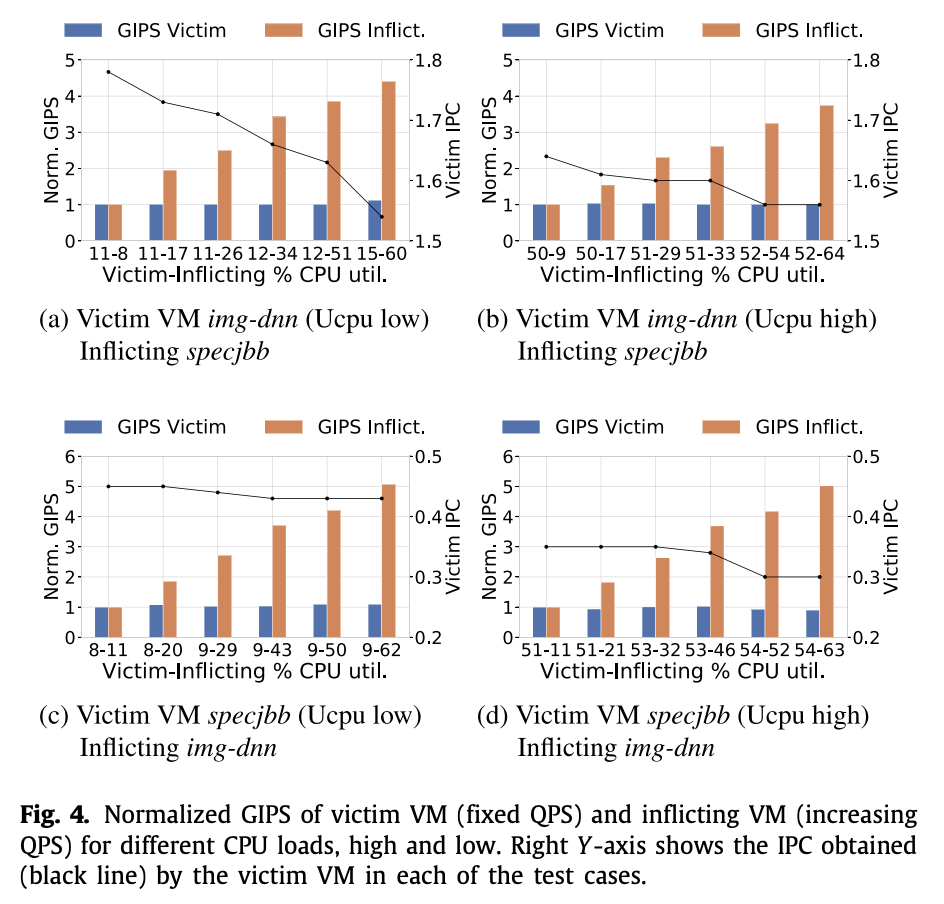 GIPS Victim GIPS Inflict.
5
4
3
2
1
0
Norm. GIPS
1.8
1.7
1.6
1.5
Victim IPC
11-8 11-17 11-26 12-34 12-51 15-60
Victim-Inflicting % CPU util.
(a) Victim VM img-dnn (Ucpu low)
Inflicting specjbb
GIPS Victim GIPS Inflict.
5
4
3
2
1
0
Norm. GIPS
1.8
1.7
1.6
1.5
Victim IPC
50-9 50-17 51-29 51-33 52-54 52-64
Victim-Inflicting % CPU util.
(b) Victim VM img-dnn (Ucpu high)
Inflicting specjbb
GIPS Victim GIPS Inflict.
6
5
4
3
2
1
0
Norm. GIPS
0.5
0.4
0.3
0.2
Victim IPC
8-11 8-20 9-29 9-43 9-50 9-62
Victim-Inflicting % CPU util.
(c) Victim VM specjbb (Ucpu low)
Inflicting img-dnn
GIPS Victim GIPS Inflict.
6
5
4
3
2
1
0
Norm. GIPS
0.5
0.4
0.3
0.2
Victim IPC
51-11 51-21 53-32 53-46 54-52 54-63
Victim-Inflicting % CPU util.
(d) Victim VM specjbb (Ucpu high)
Inflicting img-dnn
Fig. 4. Normalized GIPS of victim VM (fixed QPS) and inflicting VM (increasing
QPS) for different CPU loads, high and low. Right Y-axis shows the IPC obtained
(black line) by the victim VM in each of the test cases.